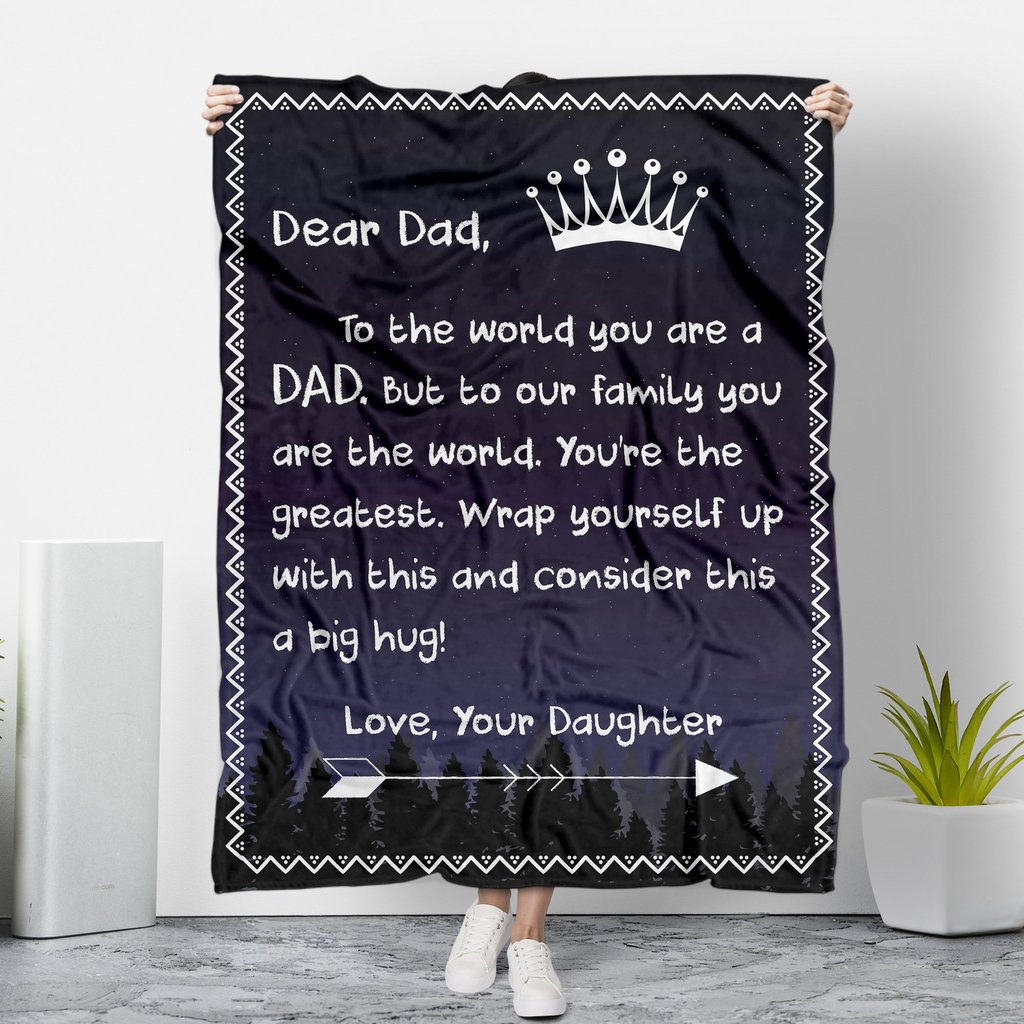 Dear Dad,
To the world you are a
DAD. But to our family you
are the world. You're the
greatest. Wrap yourself up
with this and consider this
a big hug!
Love, Your Daughter